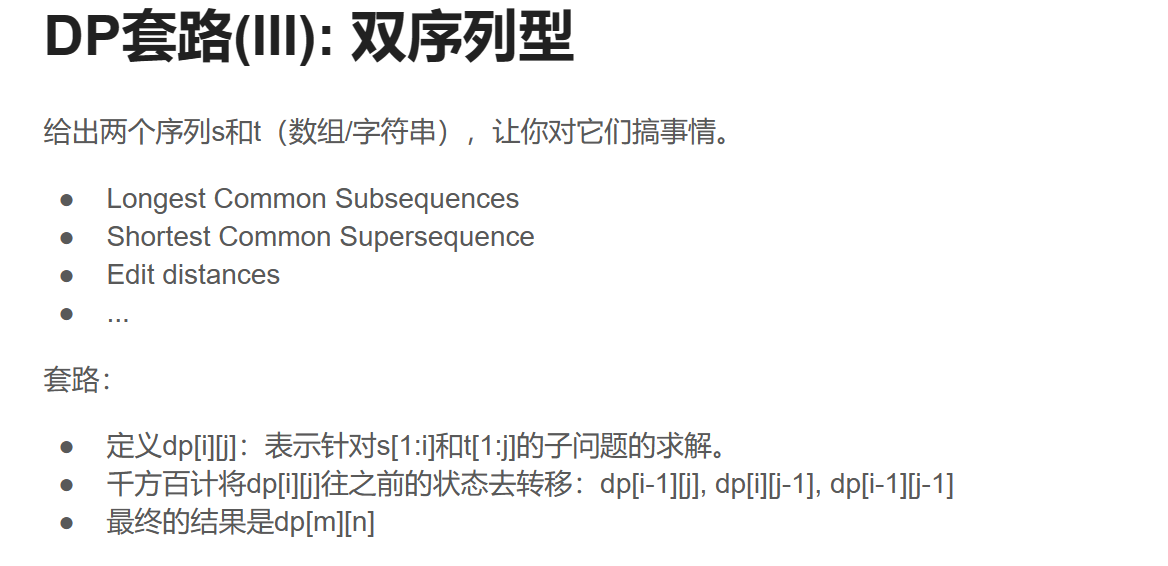 DP套路(III): 双序列型
给出两个序列s和t（数组/字符串），让你对它们搞事情。
● Longest Common Subsequences
● Shortest Common Supersequence
● Edit distances
● ...
套路：
● 定义dp[i][j]：表示针对s[1:i]和t[1:j]的子问题的求解。
● 千方百计将dp[i][j]往之前的状态去转移：dp[i-1][j], dp[i][j-1], dp[i-1][j-1]
● 最终的结果是dp[m][n]